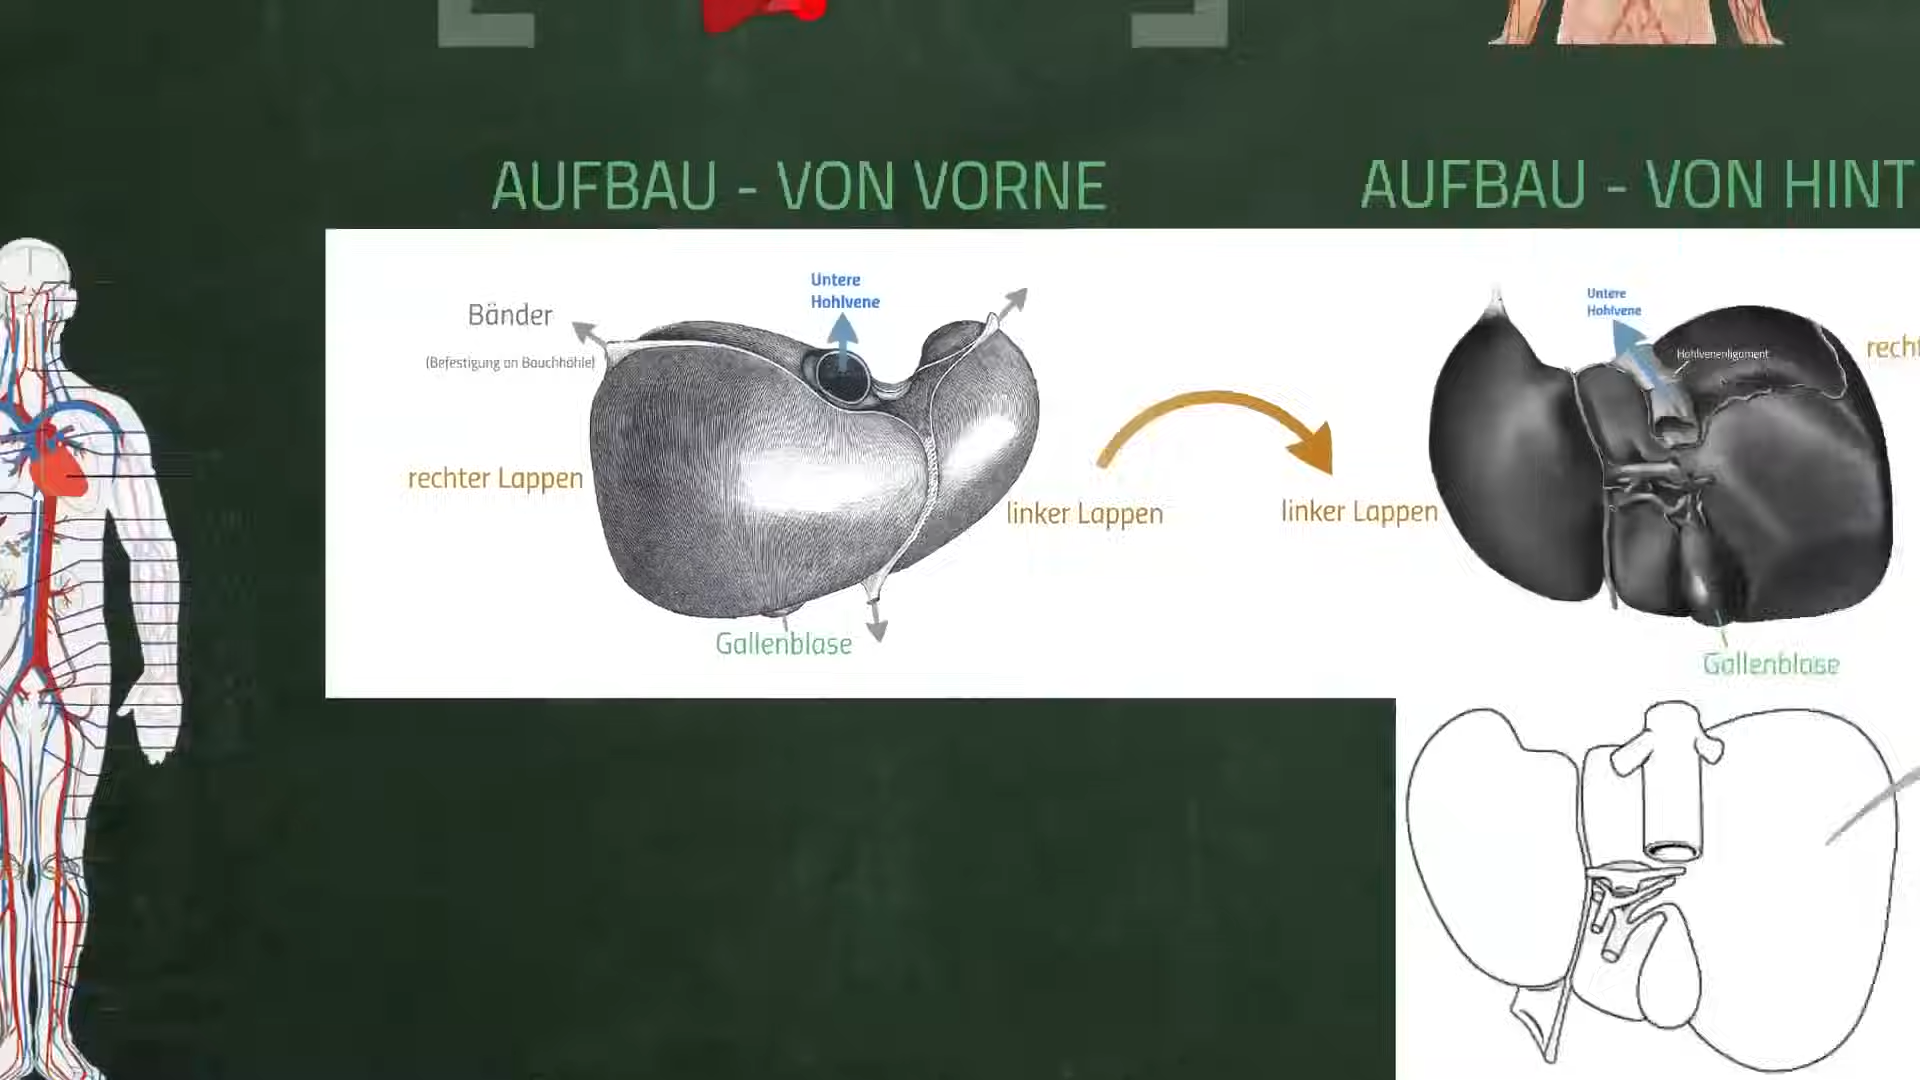 AUFBAU - VON VORNE
AUFBAU - VON HINT
Untere
Hohlvene
Bänder
(Befestigung an Bauchhöhle)
rechter Lappen
linker Lappen
Gallenblase
Untere
Hohlvene
Hohlvenenligament
recht
linker Lappen
Gallenblase